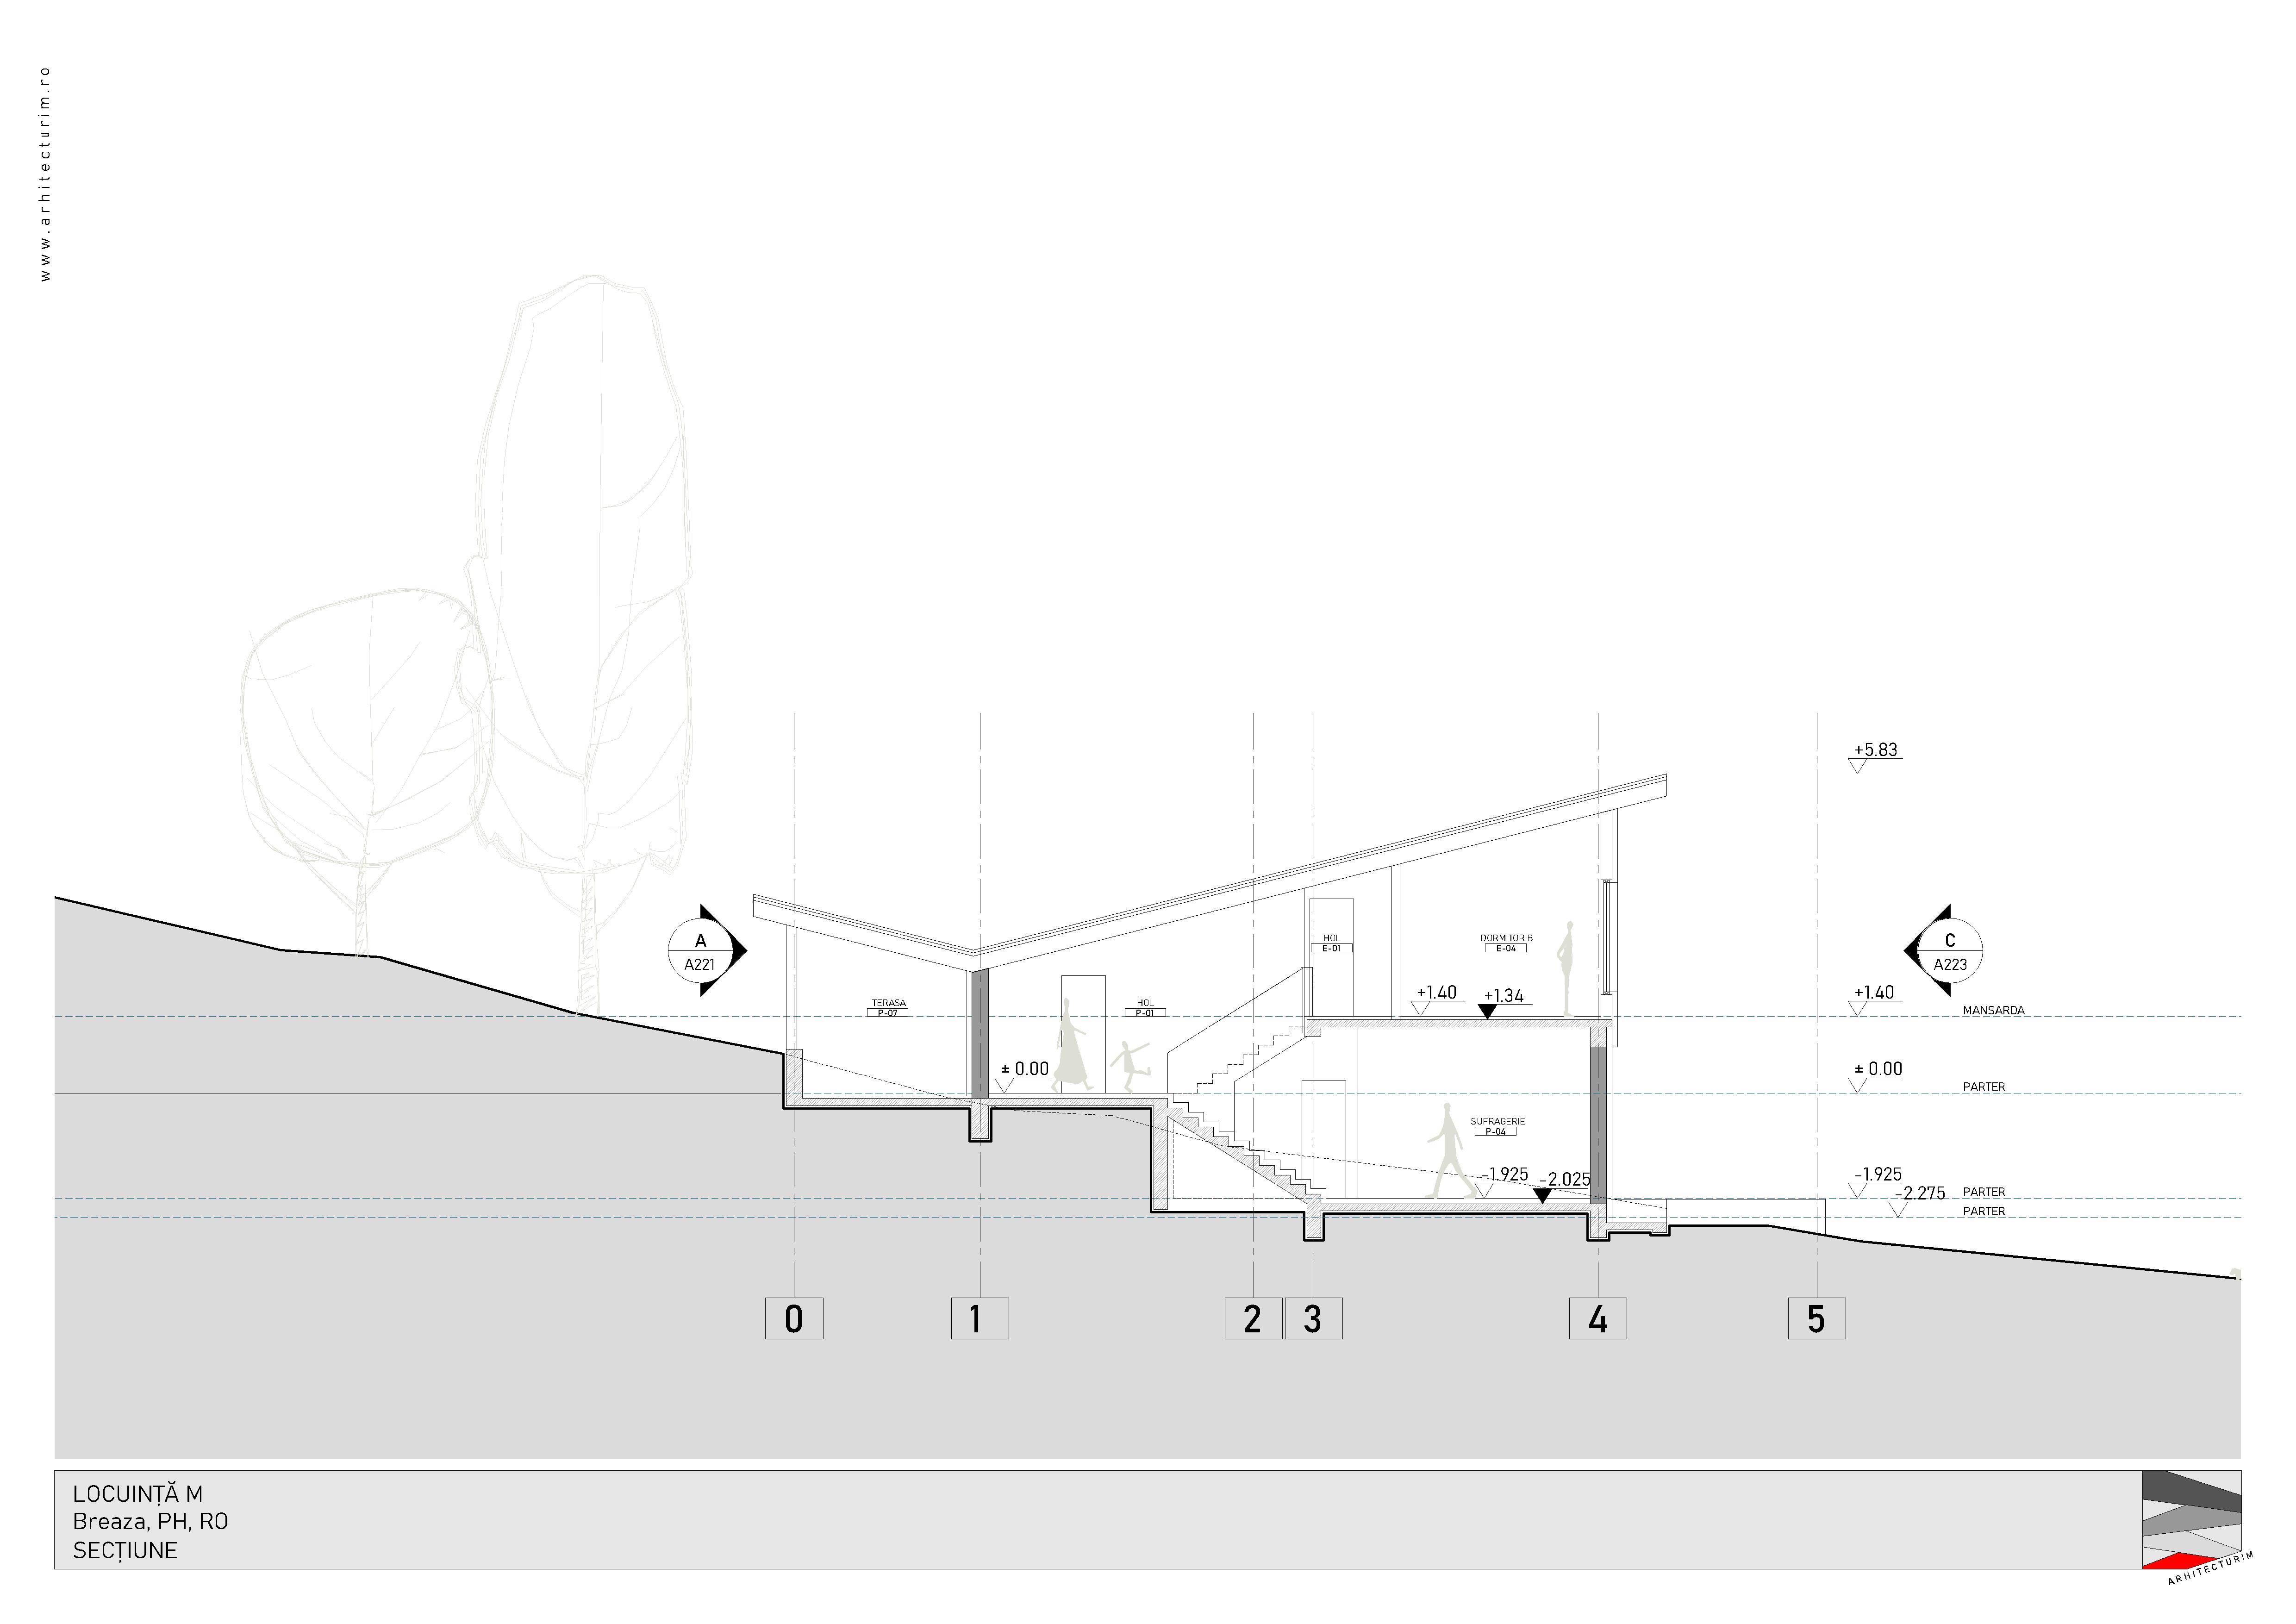 www.arhitecturim.ro
+5.83
A
A221
C
A223
TERASA
P-07
HOL
P-01
HOL
E-01
DORMITOR B
E-04
+1.40
+1.34
+1.40
MANSARDA
± 0.00
± 0.00
PARTER
SUFRAGERIE
P-04
-1.925
-2.025
-1.925
PARTER
-2.275
PARTER
0
1
2
3
4
5
LOCUINȚĂ M
Breaza, PH, RO
SECȚIUNE
ARHITECTURIM